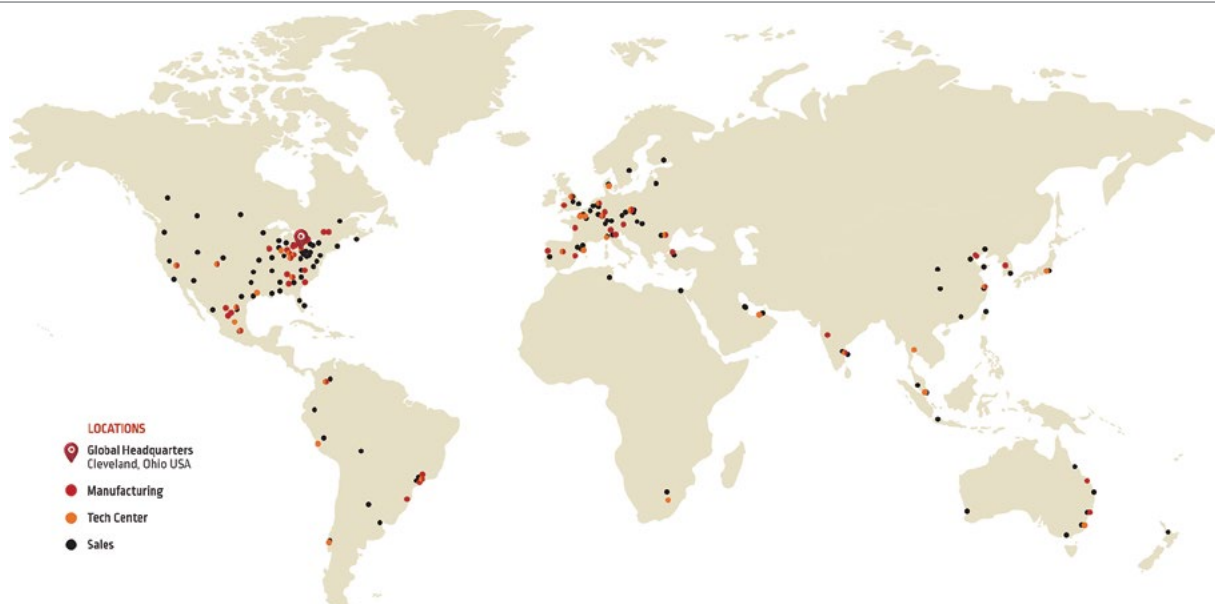 LOCATIONS
Global Headquarters
Cleveland, Ohio USA
Manufacturing
Tech Center
Sales